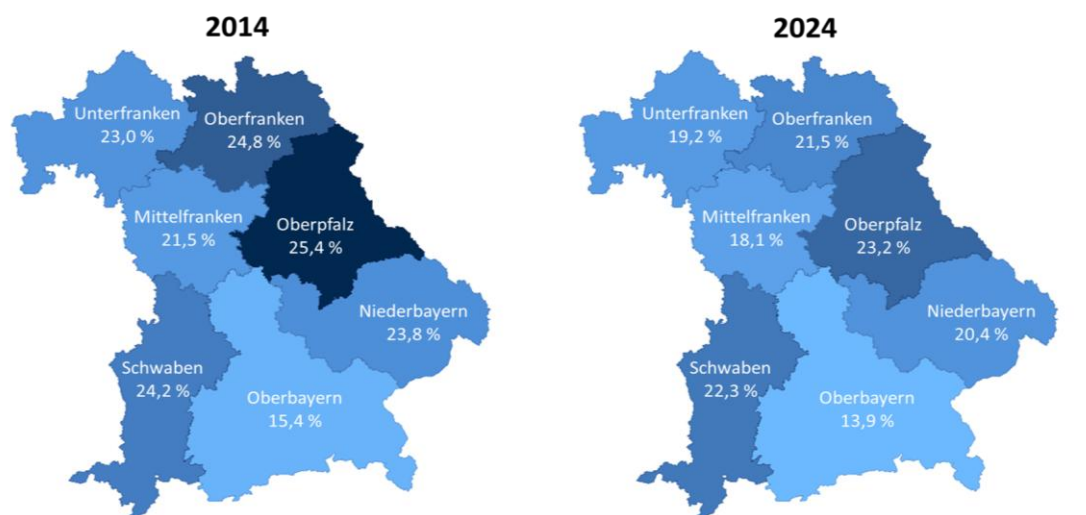 2014
Unterfranken
23,0 %
Oberfranken
24,8 %
Mittelfranken
21,5 %
Oberpfalz
25,4 %
Niederbayern
23,8 %
Schwaben
24,2 %
Oberbayern
15,4 %
2024
Unterfranken
19,2 %
Oberfranken
21,5 %
Mittelfranken
18,1 %
Oberpfalz
23,2 %
Niederbayern
20,4 %
Schwaben
22,3 %
Oberbayern
13,9 %